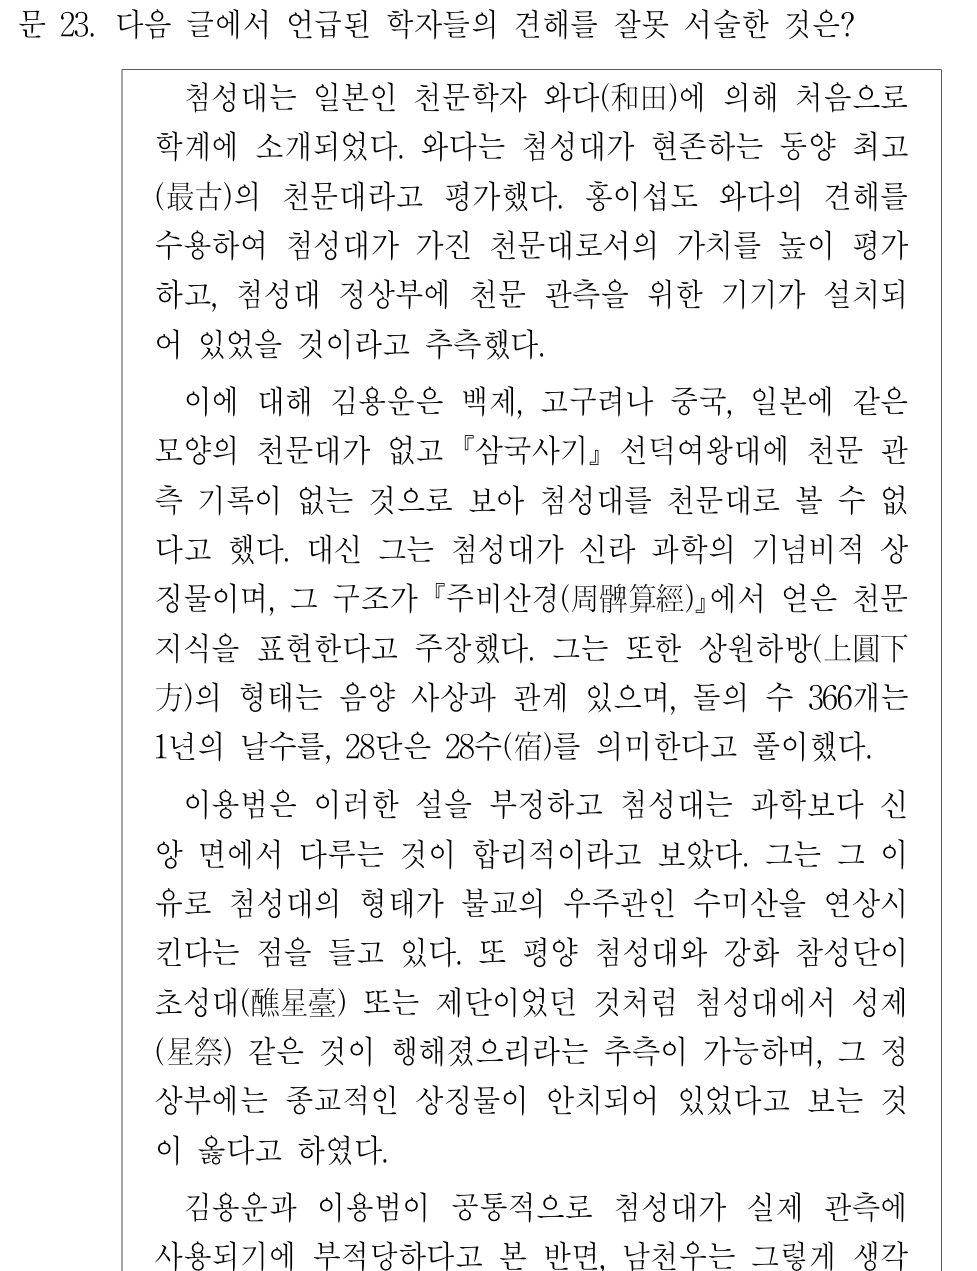 문 23. 다음 글에서 언급된 학자들의 견해를 잘못 서술한 것은?
첨성대는 일본인 천문학자 와다(和田)에 의해 처음으로
학계에 소개되었다. 와다는 첨성대가 현존하는 동양 최고
(最古)의 천문대라고 평가했다. 홍이섭도 와다의 견해를
수용하여 첨성대가 가진 천문대로서의 가치를 높이 평가
하고, 첨성대 정상부에 천문 관측을 위한 기기가 설치되
어 있었을 것이라고 추측했다.
이에 대해 김용운은 백제, 고구려나 중국, 일본에 같은
모양의 천문대가 없고 『삼국사기』 선덕여왕대에 천문 관
측 기록이 없는 것으로 보아 첨성대를 천문대로 볼 수 없
다고 했다. 대신 그는 첨성대가 신라 과학의 기념비적 상
징물이며, 그 구조가 『주비산경(周髀算經)』에서 얻은 천문
지식을 표현한다고 주장했다. 그는 또한 상원하방(上圓下
方)의 형태는 음양 사상과 관계 있으며, 돌의 수 366개는
1년의 날수를, 28단은 28수(宿)를 의미한다고 풀이했다.
이용범은 이러한 설을 부정하고 첨성대는 과학보다 신
앙 면에서 다루는 것이 합리적이라고 보았다. 그는 그 이
유로 첨성대의 형태가 불교의 우주관인 수미산을 연상시
킨다는 점을 들고 있다. 또 평양 첨성대와 강화 참성단이
초성대(醮星臺) 또는 제단이었던 것처럼 첨성대에서 성제
(星祭) 같은 것이 행해졌으리라는 추측이 가능하며, 그 정
상부에는 종교적인 상징물이 안치되어 있었다고 보는 것
이 옳다고 하였다.
김용운과 이용범이 공통적으로 첨성대가 실제 관측에
사용되기에 부적당하다고 본 반면, 남천우는 그렇게 생각